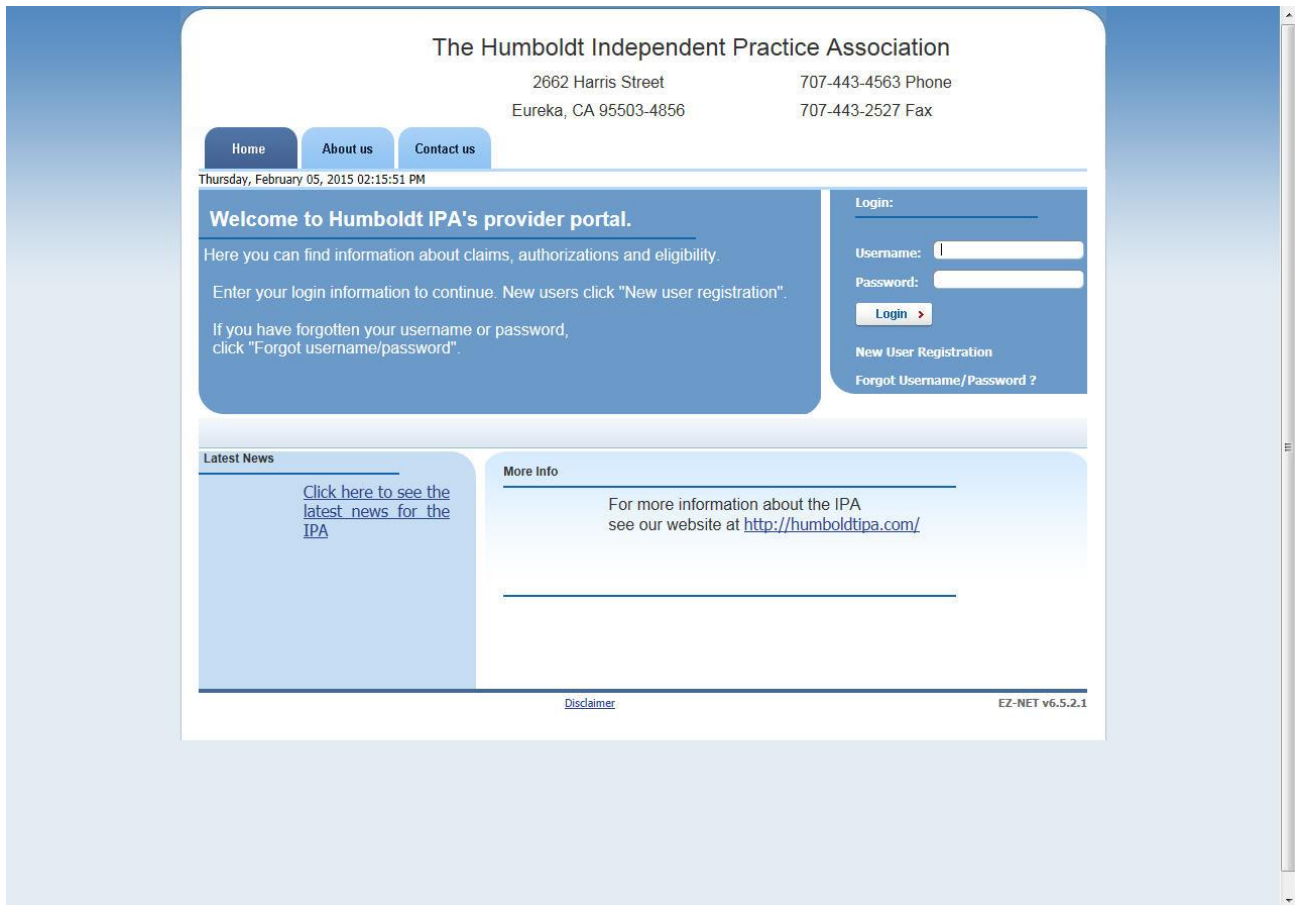 The Humboldt Independent Practice Association
2662 Harris Street 707-443-4563 Phone
Eureka, CA 95503-4856 707-443-2527 Fax
Home About us Contact us
Thursday, February 05, 2015 02:15:51 PM
Welcome to Humboldt IPA's provider portal.
Here you can find information about claims, authorizations and eligibility.
Enter your login information to continue. New users click "New user registration".
If you have forgotten your username or password,
click "Forgot username/password".
Login:
Username:
Password:
Login >
New User Registration
Forgot Username/Password ?
Latest News
Click here to see the
latest news for the
IPA
More Info
For more information about the IPA
see our website at http://humboldtipa.com/
Disclaimer
EZ-NET v6.5.2.1